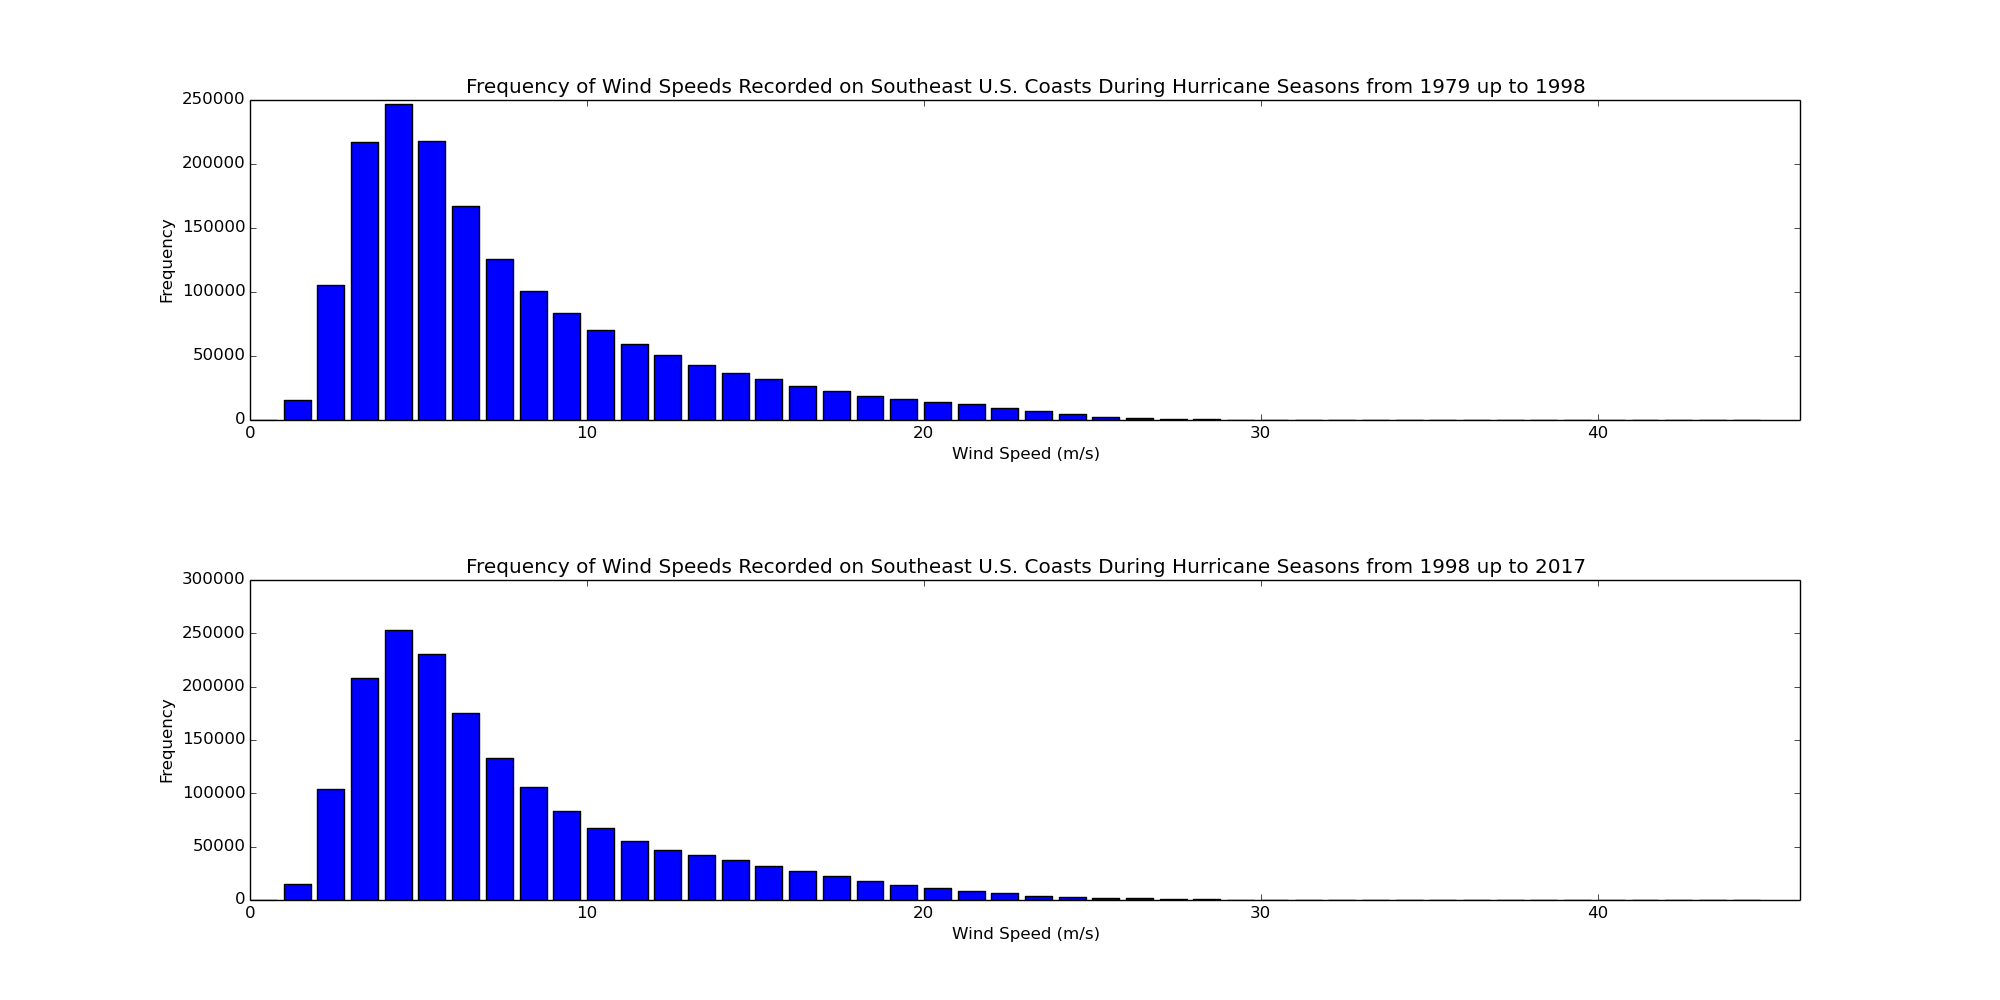 Frequency of Wind Speeds Recorded on Southeast U.S. Coasts During Hurricane Seasons from 1979 up to 1998
250000
200000
150000
100000
50000
0
Frequency
0 10 20 30 40
Wind Speed (m/s)
Frequency of Wind Speeds Recorded on Southeast U.S. Coasts During Hurricane Seasons from 1998 up to 2017
300000
250000
200000
150000
100000
50000
0
Frequency
0 10 20 30 40
Wind Speed (m/s)